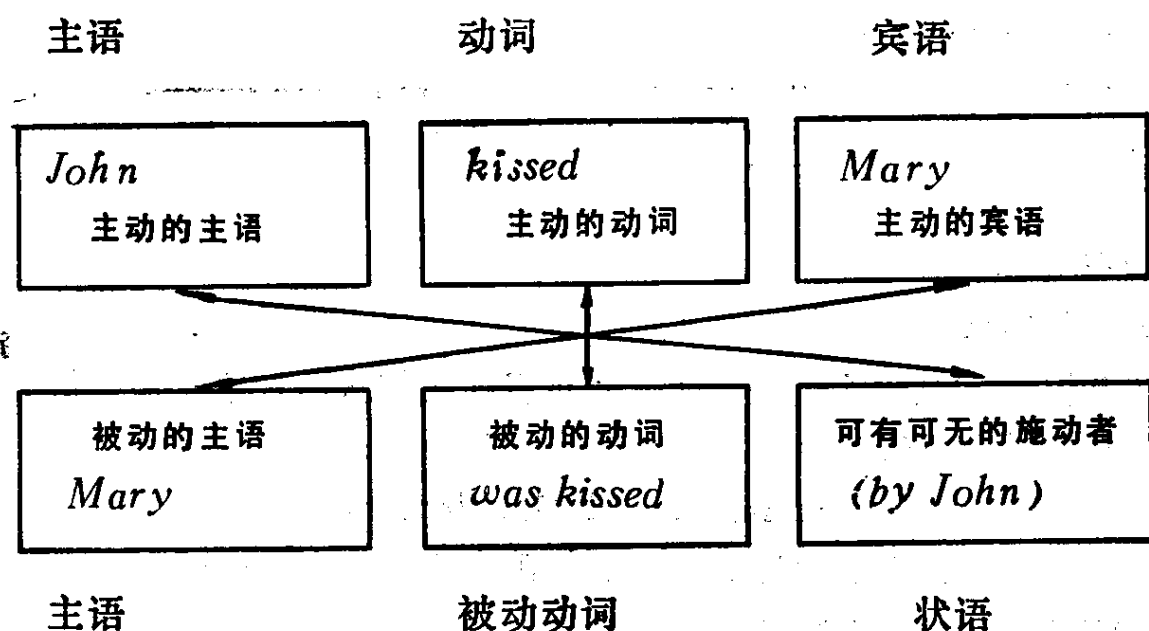 主语 动词 宾语
John kissed Mary
主动的主语 主动的动词 主动的宾语
被动的主语 被动的动词 可有可无的施动者
Mary was kissed (by John)
主语 被动动词 状语